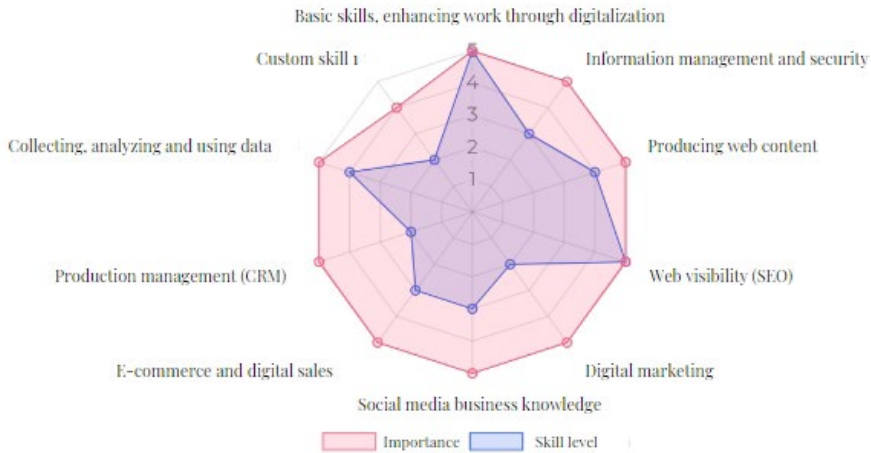 Basic skills, enhancing work through digitalization
Custom skill 1
Information management and security
5
4
3
2
1
Collecting, analyzing and using data
Producing web content
Production management (CRM)
Web visibility (SEO)
E-commerce and digital sales
Digital marketing
Social media business knowledge
Importance
Skill level